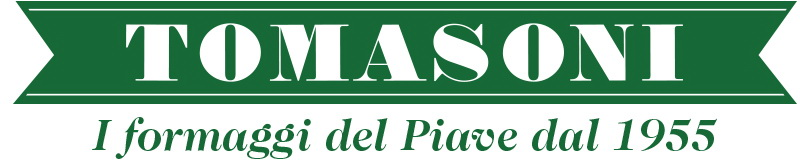 TOMASONI
I formaggi del Piave dal 1955